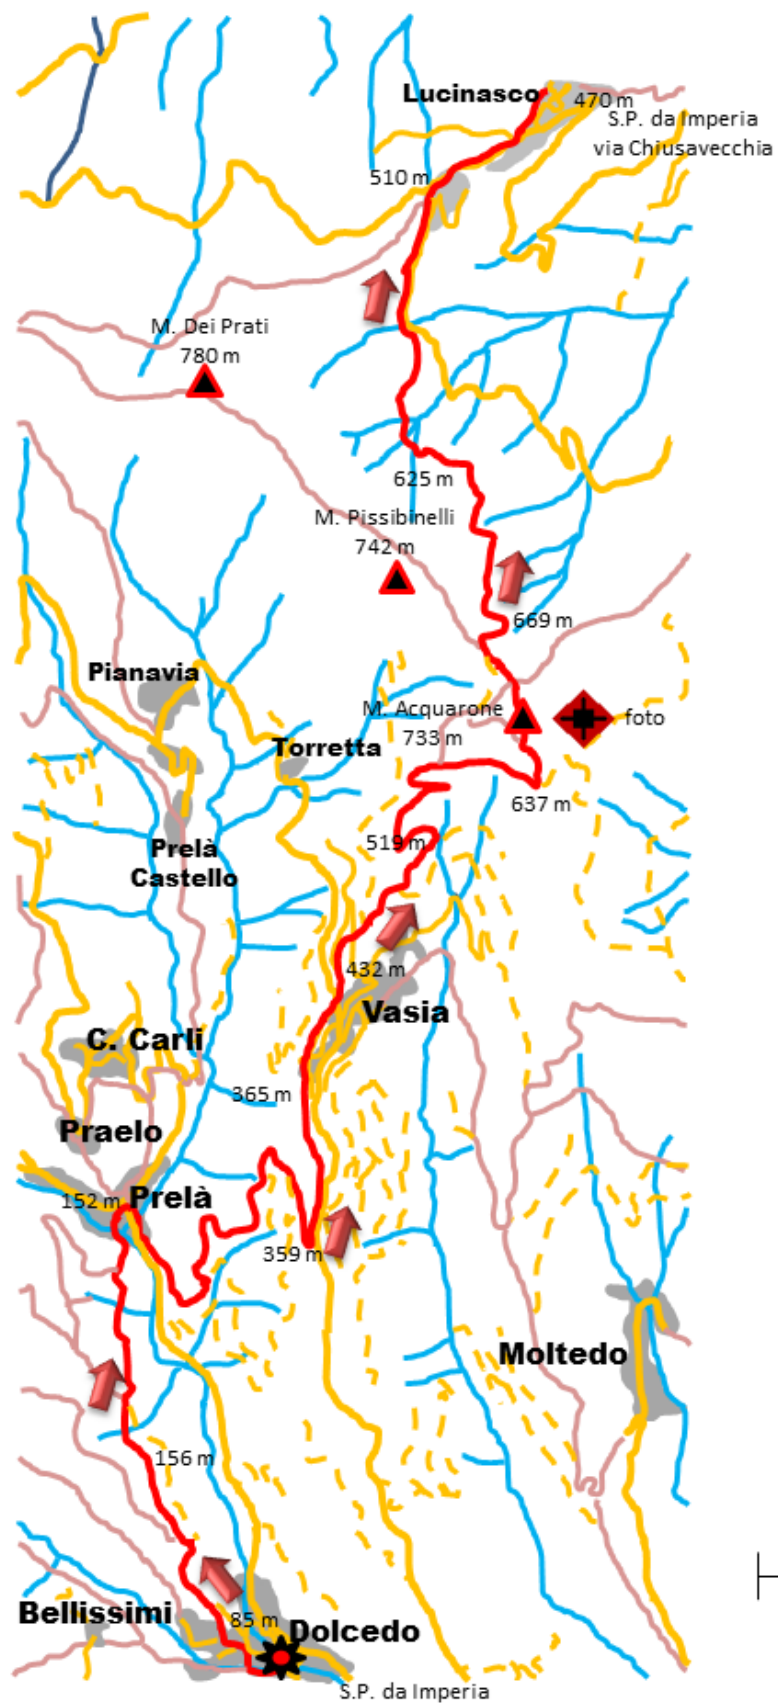 Lucinasco
470 m
S.P. da Imperia
via Chiusavecchia
510 m
M. Dei Prati
780 m
625 m
M. Pissibinelli
742 m
669 m
Pianavia
M. Acquarone
733 m
foto
Torretta
637 m
519 m
Prelà
Castello
432 m
Vasia
C. Carli
365 m
Praelo
152 m
Prelà
359 m
Moltedo
156 m
Bellissimi
85 m
Dolcedo
S.P. da Imperia